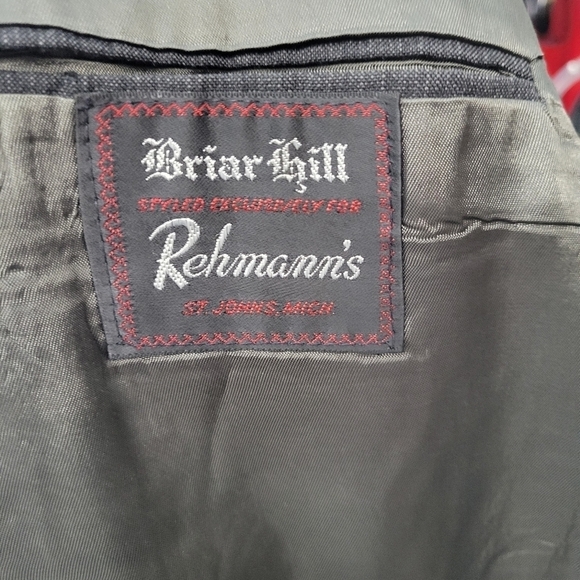 Briar Hill
STYLED EXCLUSIVELY FOR
Rehmann's
ST. JOHNS, MICH.